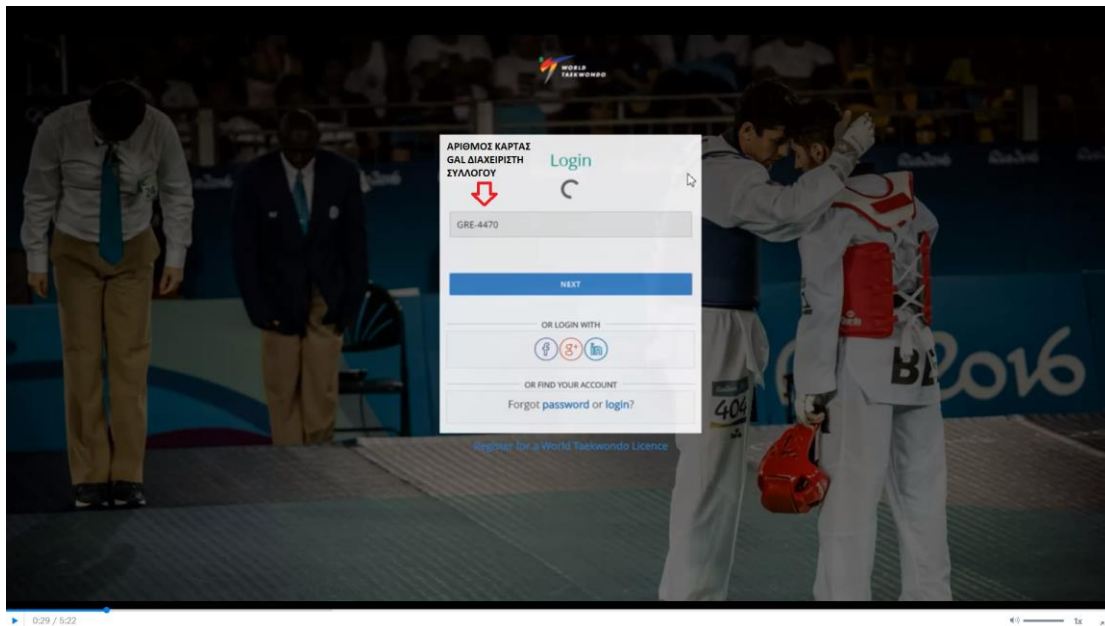 WORLD
TAEKWONDO
ΑΡΙΘΜΟΣ ΚΑΡΤΑΣ
GAL ΔΙΑΧΕΙΡΙΣΤΗ
ΣΥΛΛΟΓΟΥ
Login
GRE-4470
NEXT
OR LOGIN WITH
OR FIND YOUR ACCOUNT
Forgot password or login?
Register for a World Taekwondo Licence
BE
2016
404
0:29 / 5:22
1x